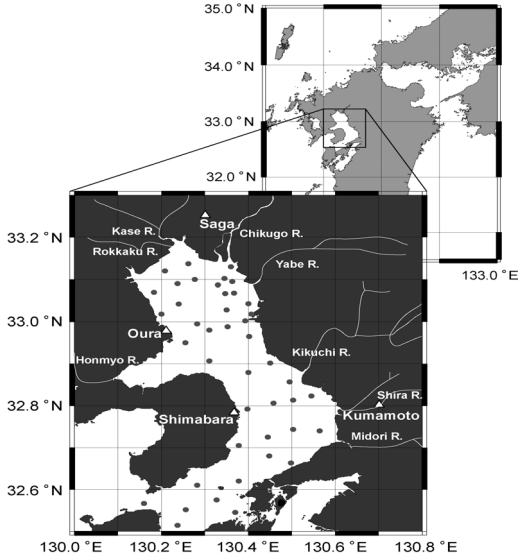 35.0°N
34.0°N
33.0°N
32.0°N
133.0°E
33.2°N
33.0°N
32.8°N
32.6°N
Saga
Kase R.
Chikugo R.
Rokkaku R.
Yabe R.
Oura
Honmyo R.
Kikuchi R.
Shira R.
Shimabara
Kumamoto
Midori R.
130.0°E 130.2°E 130.4°E 130.6°E 130.8°E